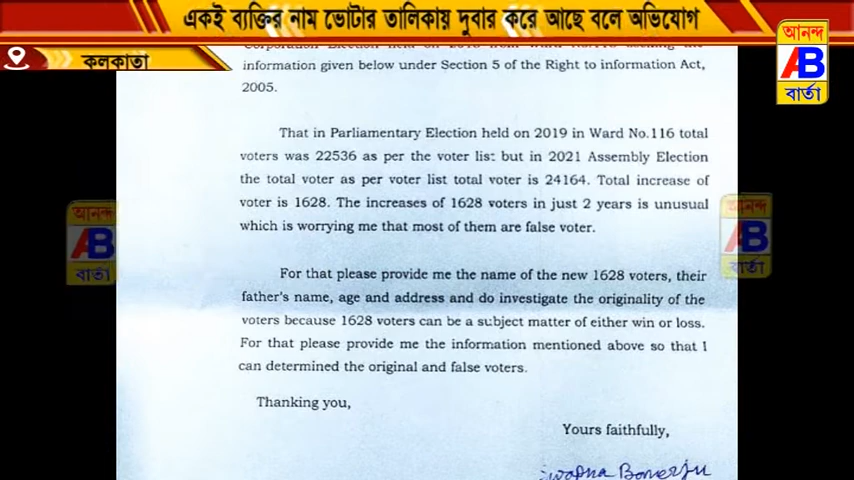 একই ব্যক্তির নাম ভোটার তালিকায় দুবার করে আছে বলে অভিযোগ
কলকাতা
আনন্দ
AB
বার্তা
information given below under Section 5 of the Right to information Act,
2005.
That in Parliamentary Election held on 2019 in Ward No.116 total
voters was 22536 as per the voter list but in 2021 Assembly Election
the total voter as per voter list total voter is 24164. Total increase of
voter is 1628. The increases of 1628 voters in just 2 years is unusual
which is worrying me that most of them are false voter.
আনন্দ
AB
বার্তা
আনন্দ
AB
বার্তা
For that please provide me the name of the new 1628 voters, their
father's name, age and address and do investigate the originality of the
voters because 1628 voters can be a subject matter of either win or loss.
For that please provide me the information mentioned above so that I
can determined the original and false voters.
Thanking you,
Yours faithfully,
Swapna Banerju